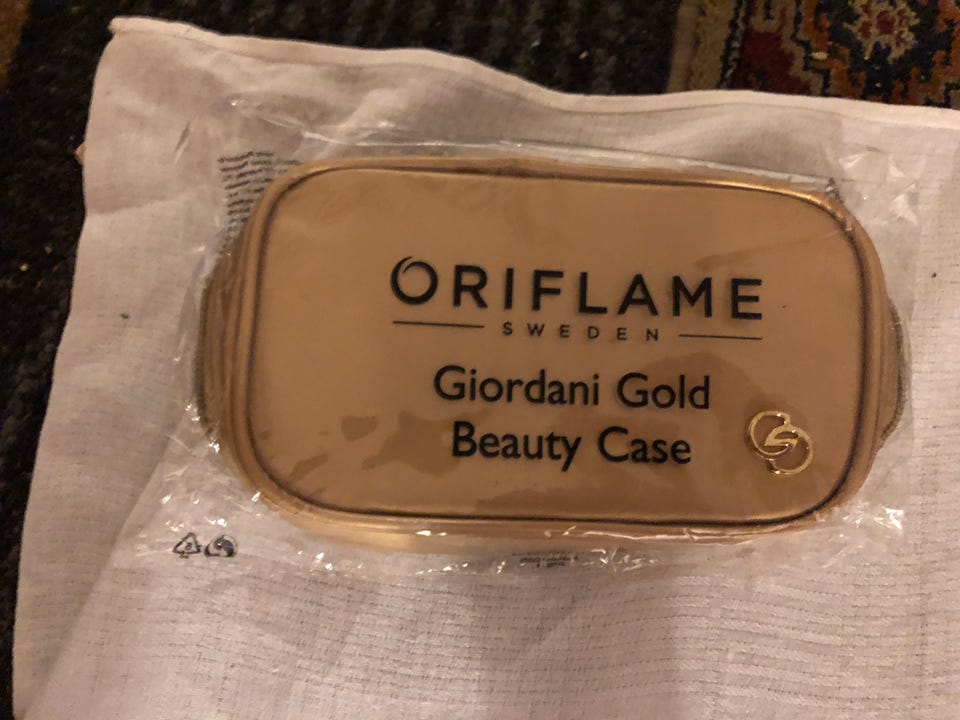 ORIFLAME
SWEDEN
Giordani Gold
Beauty Case